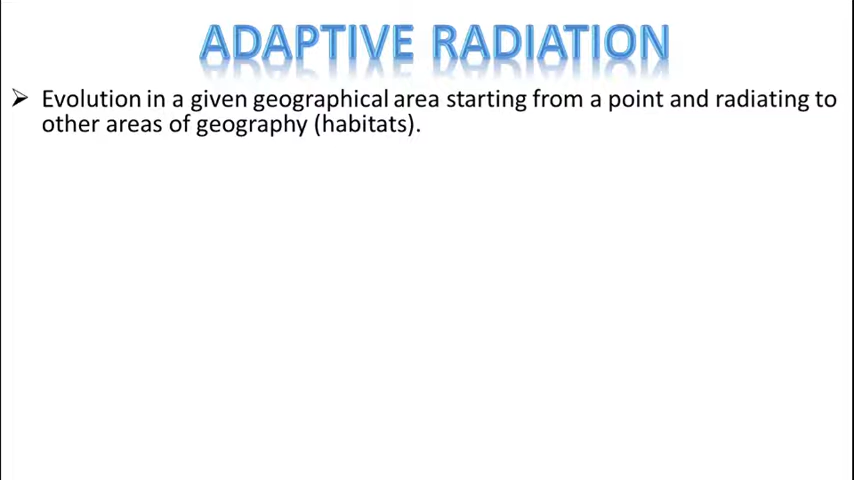 ADAPTIVE RADIATION
➢ Evolution in a given geographical area starting from a point and radiating to
other areas of geography (habitats).